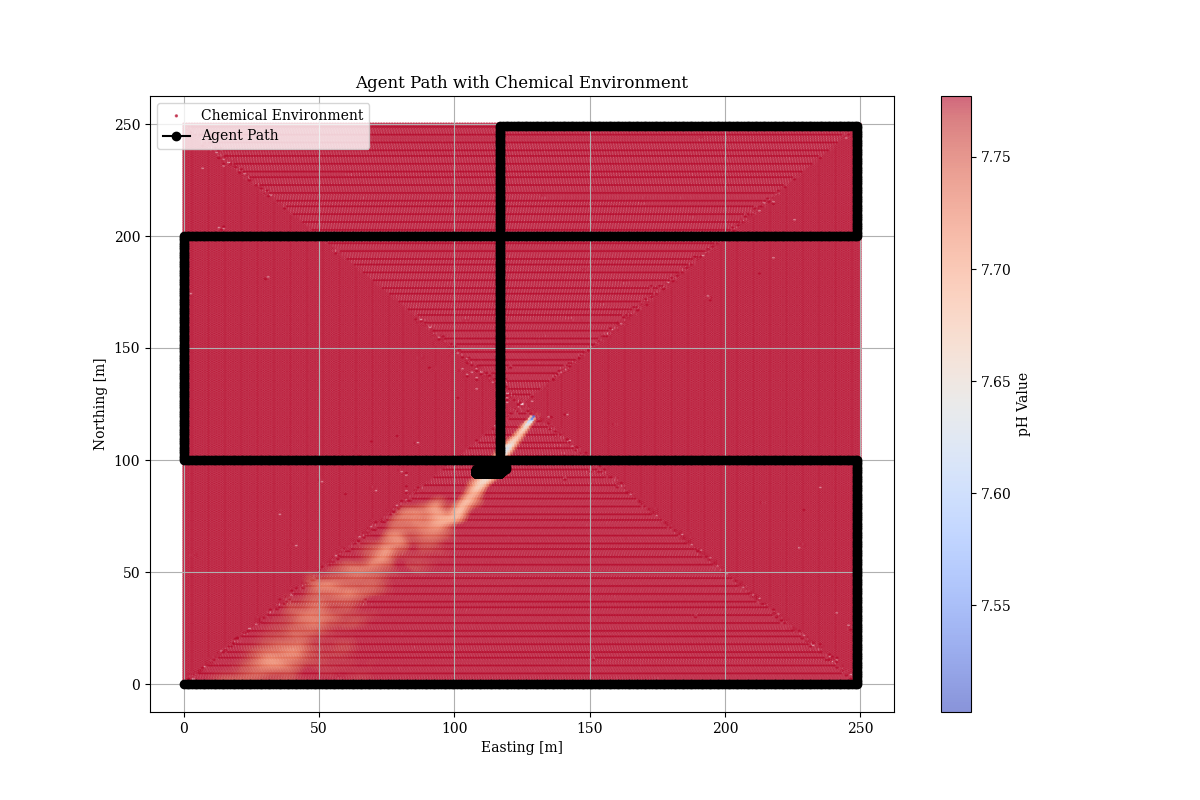 Agent Path with Chemical Environment
Chemical Environment
Agent Path
250
200
150
100
50
0
Northing [m]
0 50 100 150 200 250
Easting [m]
7.75
7.70
7.65
7.60
7.55
pH Value